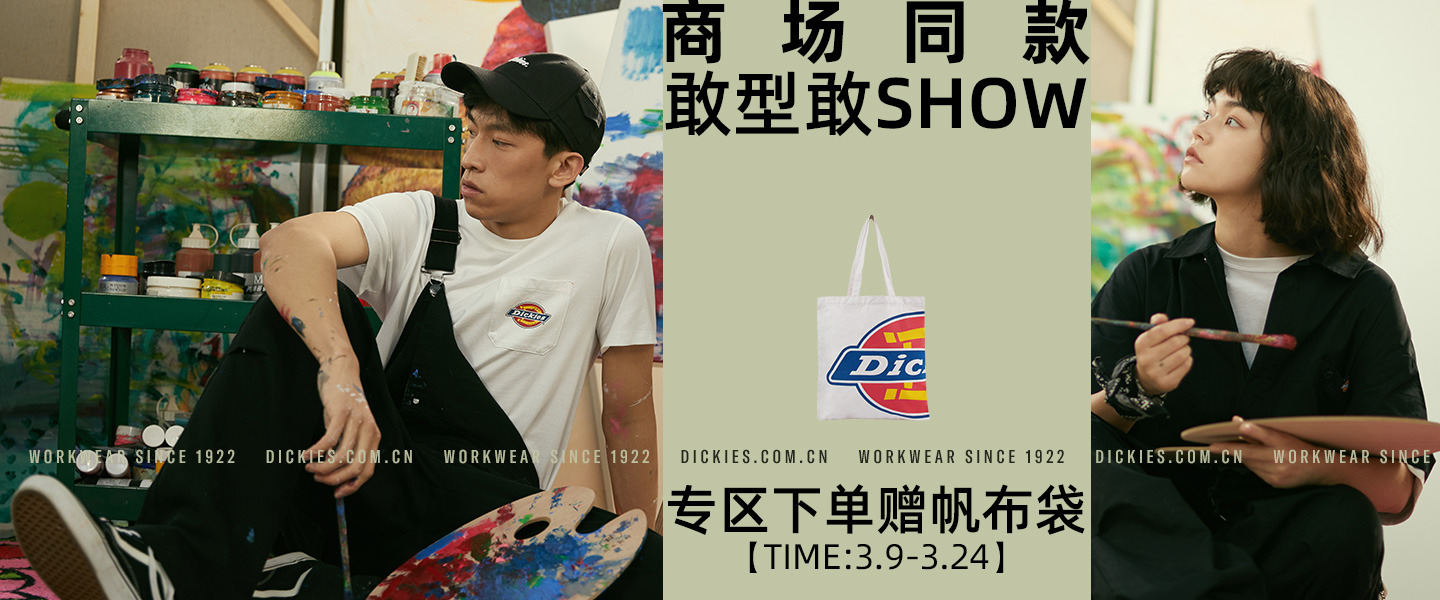 商场同款
敢型敢SHOW
Dickies
Dic
WORKWEAR SINCE 1922 DICKIES.COM.CN WORKWEAR SINCE 1922 DICKIES.COM.CN WORKWEAR SINCE 1922 DICKIES.COM.CN WORKWEAR SINCE
专区下单赠帆布袋
【TIME:3.9-3.24】